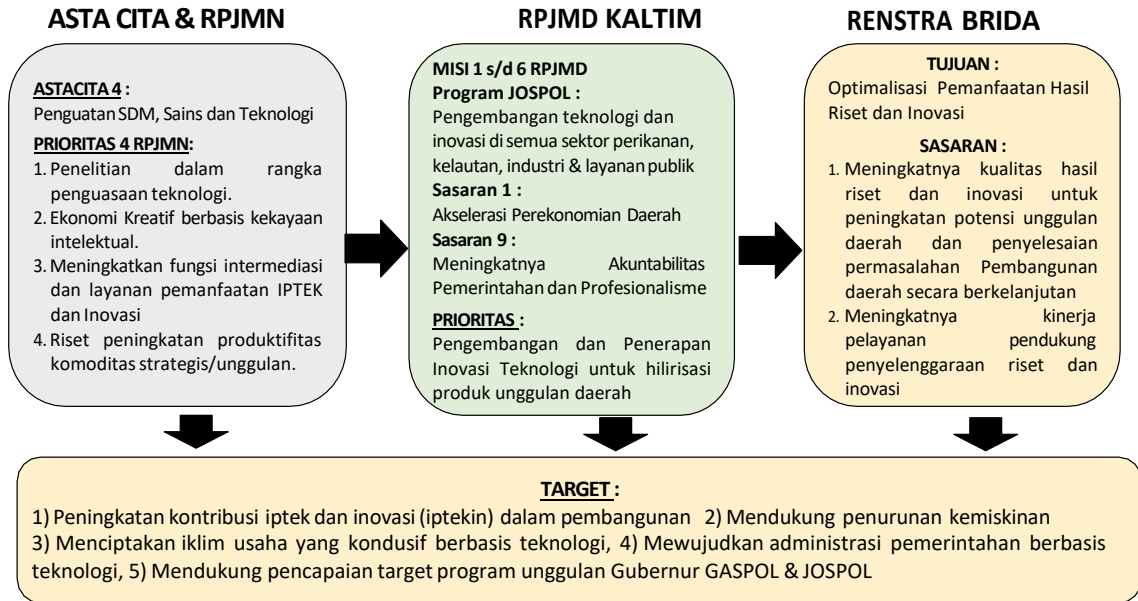 ASTA CITA & RPJMN
ASTACITA 4 :
Penguatan SDM, Sains dan Teknologi
PRIORITAS 4 RPJMN:
1. Penelitian dalam rangka
penguasaan teknologi.
2. Ekonomi Kreatif berbasis kekayaan
intelektual.
3. Meningkatkan fungsi intermediasi
dan layanan pemanfaatan IPTEK
dan Inovasi
4. Riset peningkatan produktifitas
komoditas strategis/unggulan.
RPJMD KALTIM
MISI 1 s/d 6 RPJMD
Program JOSPOL :
Pengembangan teknologi dan
inovasi di semua sektor perikanan,
kelautan, industri & layanan publik
Sasaran 1 :
Akselerasi Perekonomian Daerah
Sasaran 9 :
Meningkatnya Akuntabilitas
Pemerintahan dan Profesionalisme
PRIORITAS :
Pengembangan dan Penerapan
Inovasi Teknologi untuk hilirisasi
produk unggulan daerah
RENSTRA BRIDA
TUJUAN :
Optimalisasi Pemanfaatan Hasil
Riset dan Inovasi
SASARAN :
1. Meningkatnya kualitas hasil
riset dan inovasi untuk
peningkatan potensi unggulan
daerah dan penyelesaian
permasalahan Pembangunan
daerah secara berkelanjutan
2. Meningkatnya kinerja
pelayanan pendukung
penyelenggaraan riset dan
inovasi
TARGET :
1) Peningkatan kontribusi iptek dan inovasi (iptekin) dalam pembangunan 2) Mendukung penurunan kemiskinan
3) Menciptakan iklim usaha yang kondusif berbasis teknologi, 4) Mewujudkan administrasi pemerintahan berbasis
teknologi, 5) Mendukung pencapaian target program unggulan Gubernur GASPOL & JOSPOL